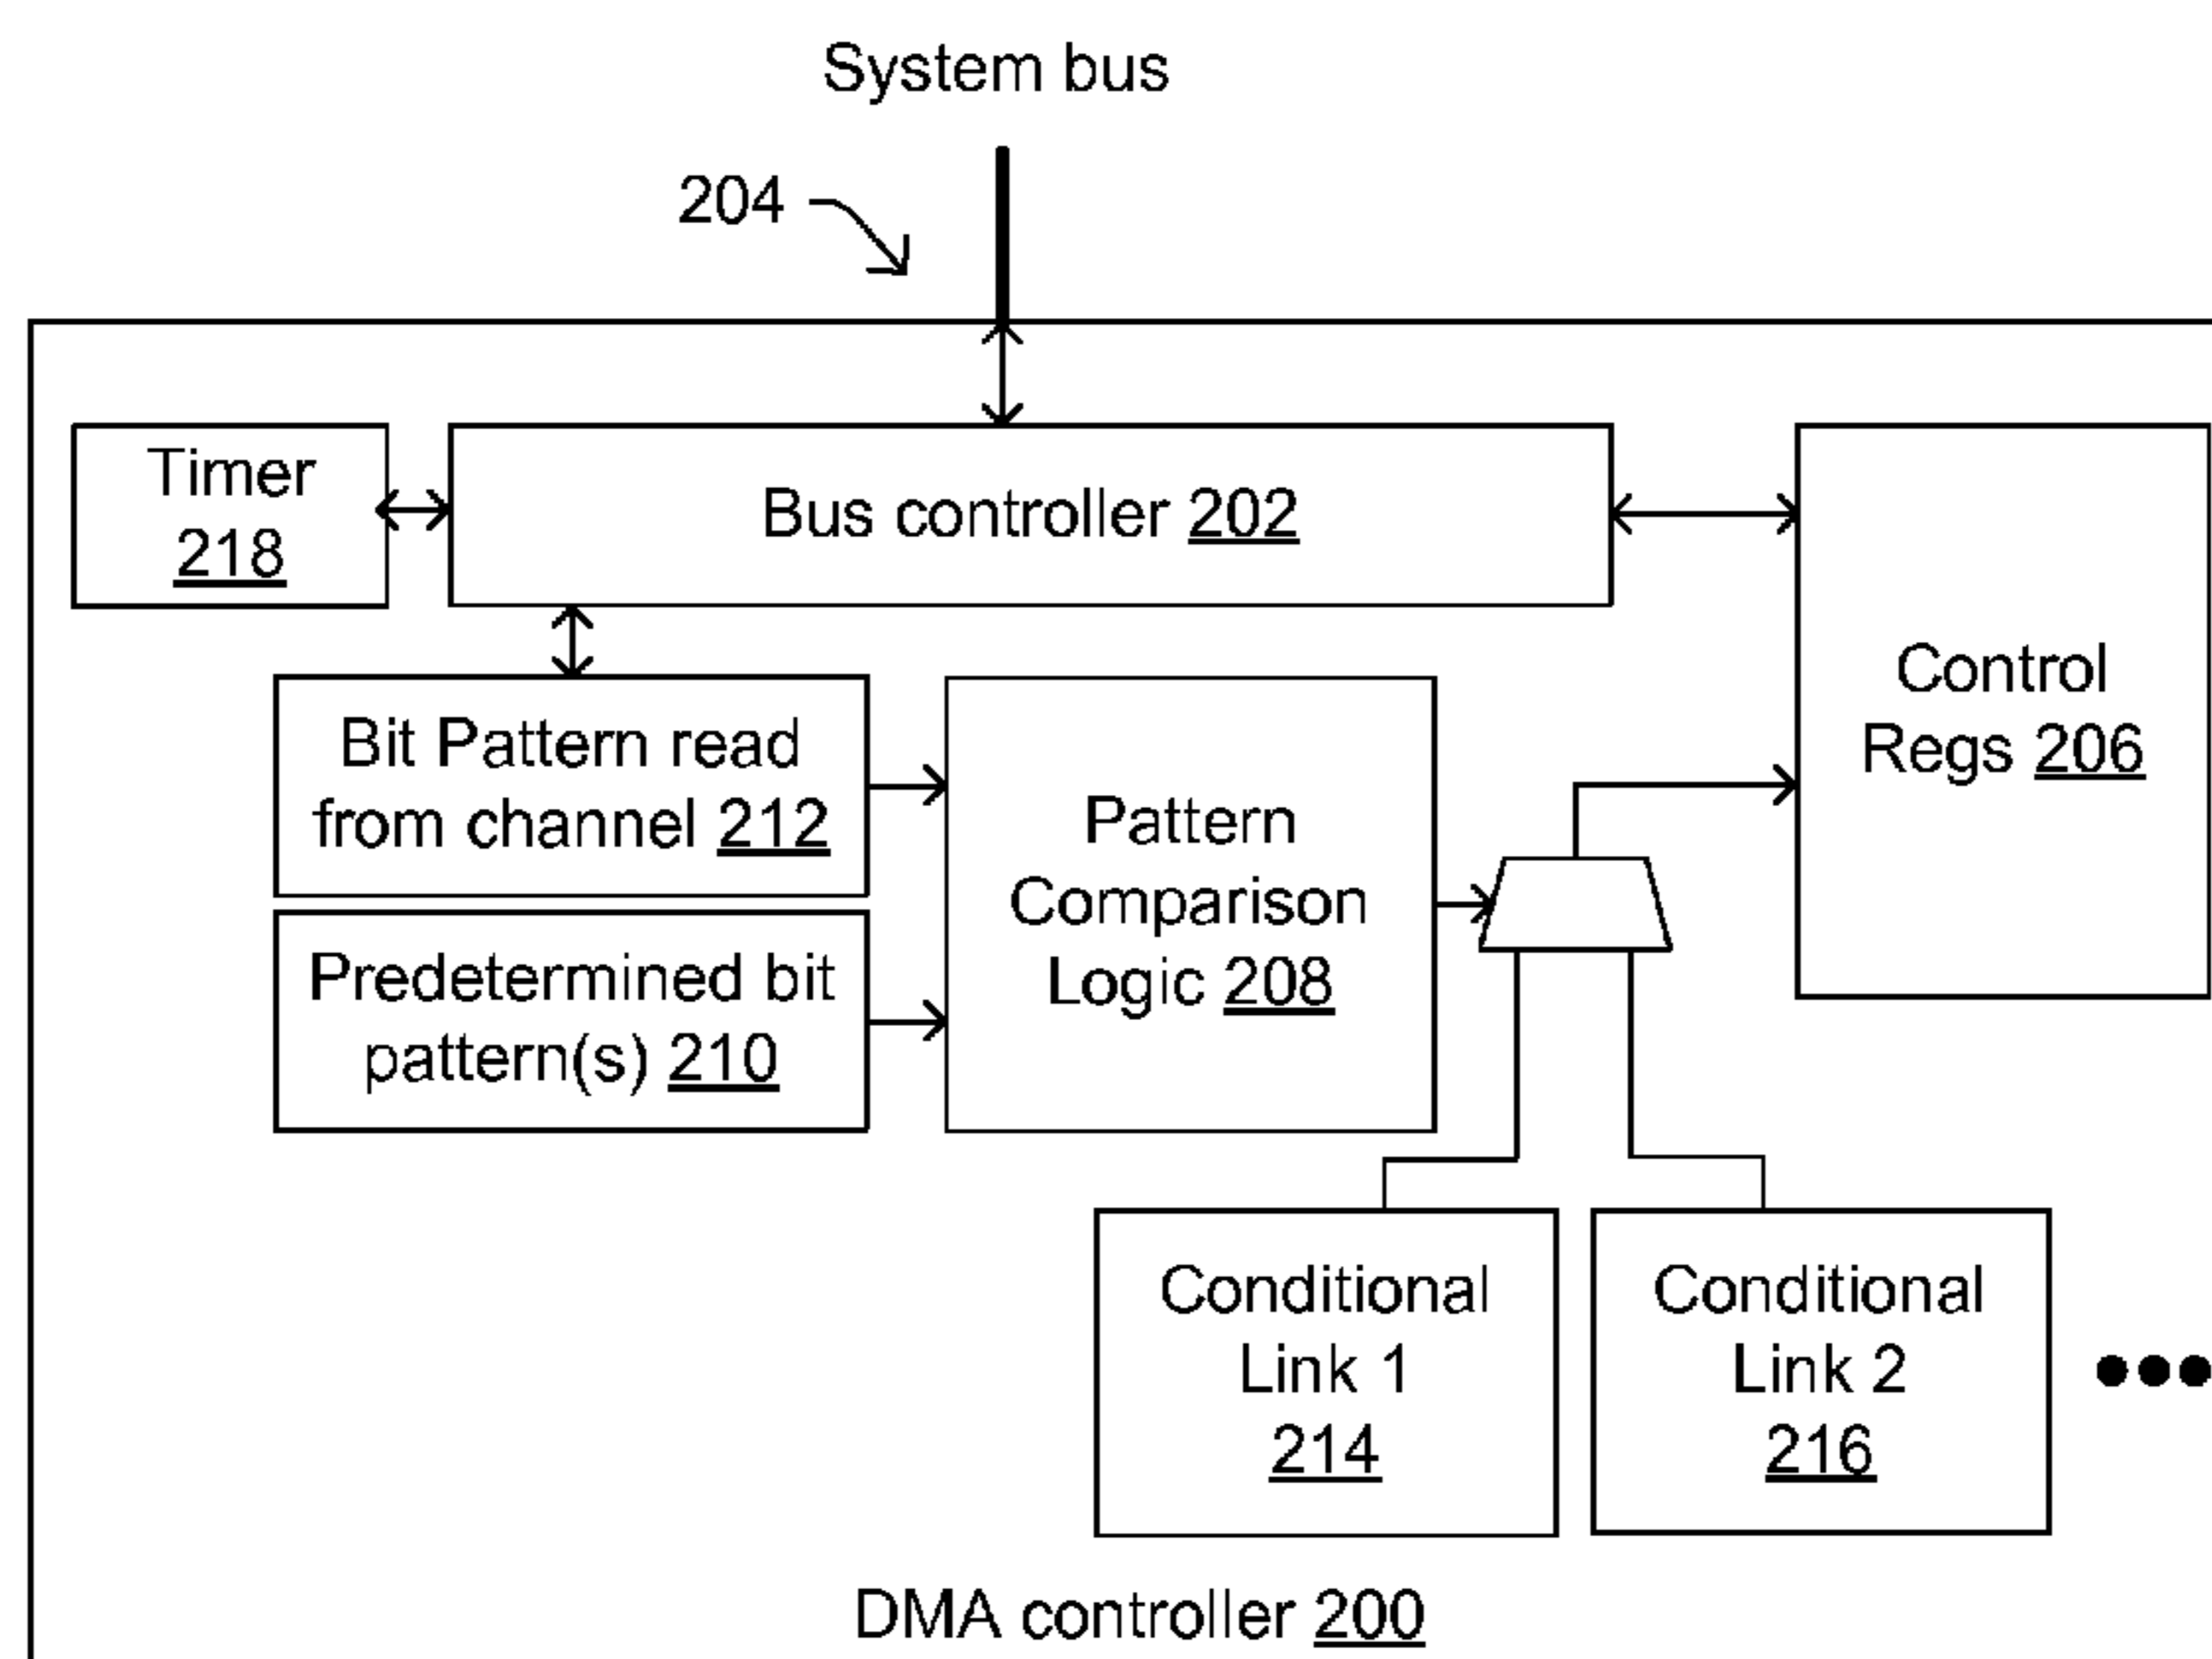 System bus
204
Timer
218
Bus controller 202
Control
Regs 206
Bit Pattern read
from channel 212
Pattern
Comparison
Logic 208
Predetermined bit
pattern(s) 210
Conditional
Link 1
214
Conditional
Link 2
216
DMA controller 200